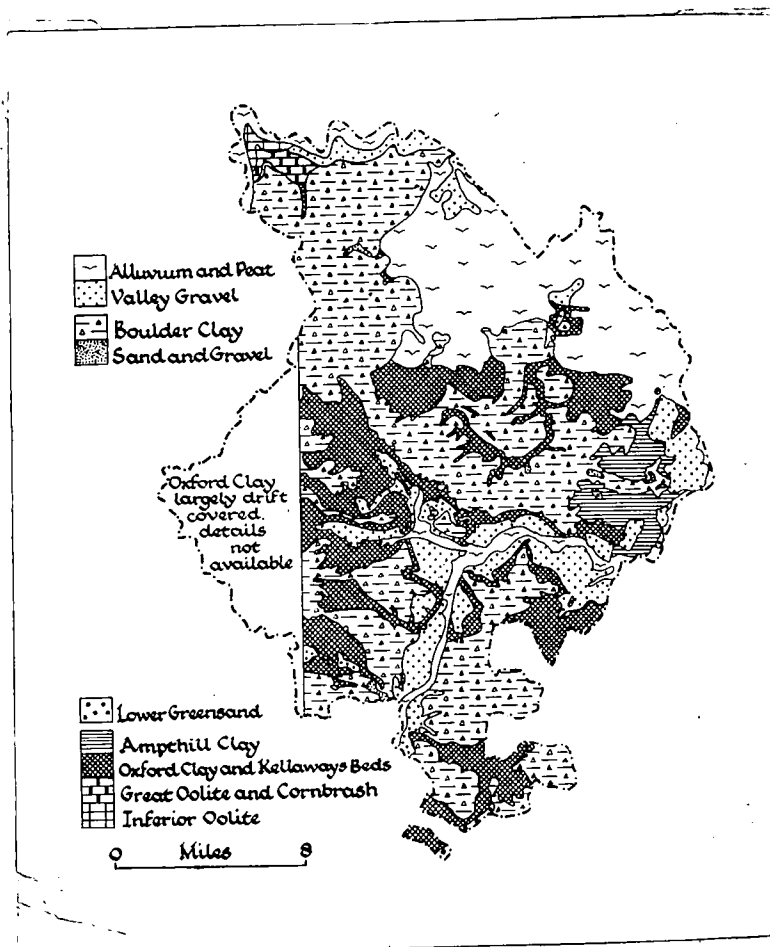 Alluvium and Peat
Valley Gravel
Boulder Clay
Sand and Gravel
Oxford Clay
largely drift
covered.
details
not
available
Lower Greensand
Ampthill Clay
Oxford Clay and Kellaways Beds
Great Oolite and Cornbrash
Inferior Oolite
0 Miles 8